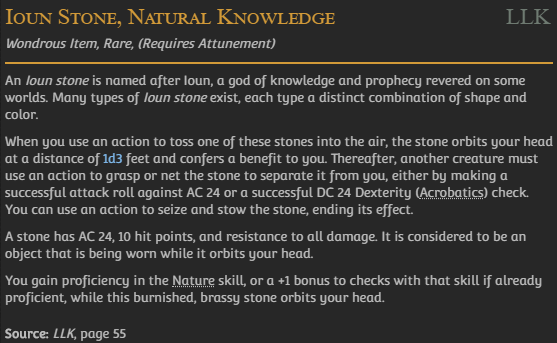 Ioun Stone, Natural Knowledge LLK
Wondrous Item, Rare, (Requires Attunement)
An Ioun stone is named after Ioun, a god of knowledge and prophecy revered on some
worlds. Many types of Ioun stone exist, each type a distinct combination of shape and
color.
When you use an action to toss one of these stones into the air, the stone orbits your head
at a distance of 1d3 feet and confers a benefit to you. Thereafter, another creature must
use an action to grasp or net the stone to separate it from you, either by making a
successful attack roll against AC 24 or a successful DC 24 Dexterity (Acrobatics) check.
You can use an action to seize and stow the stone, ending its effect.
A stone has AC 24, 10 hit points, and resistance to all damage. It is considered to be an
object that is being worn while it orbits your head.
You gain proficiency in the Nature skill, or a +1 bonus to checks with that skill if already
proficient, while this burnished, brassy stone orbits your head.
Source: LLK, page 55